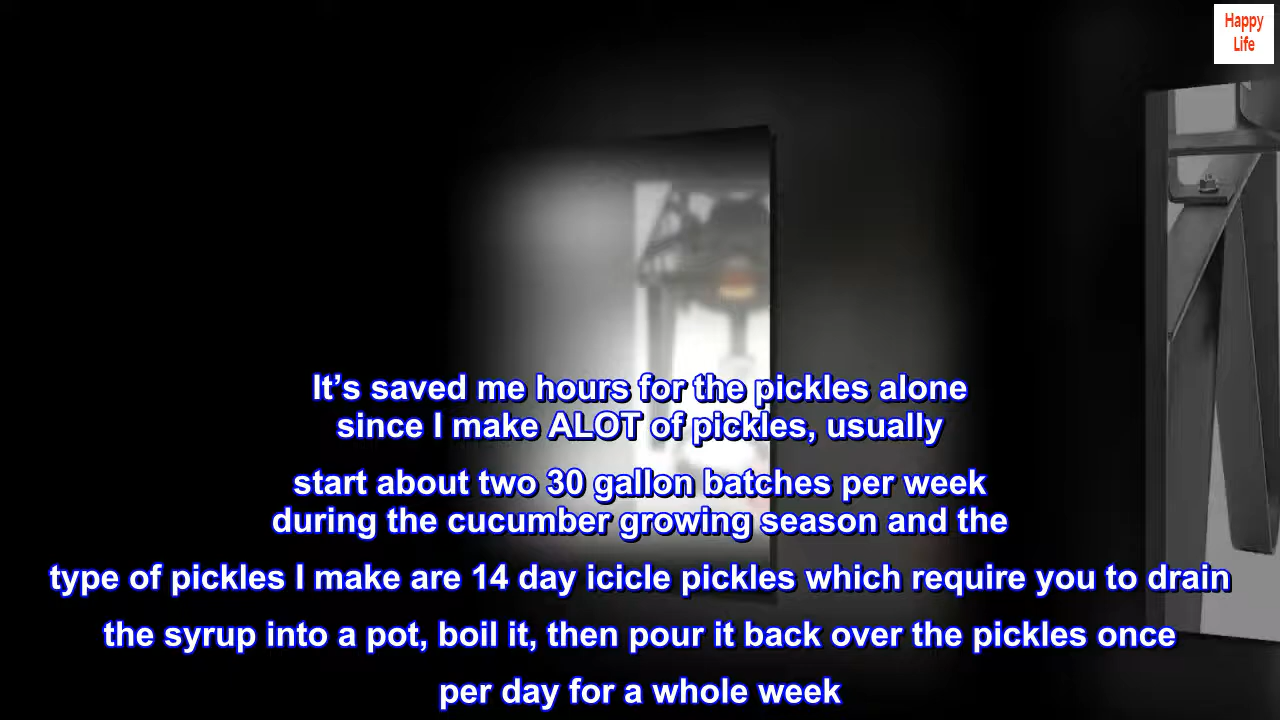 Happy
Life
It’s saved me hours for the pickles alone
since I make ALOT of pickles, usually
start about two 30 gallon batches per week
during the cucumber growing season and the
type of pickles I make are 14 day icicle pickles which require you to drain
the syrup into a pot, boil it, then pour it back over the pickles once
per day for a whole week